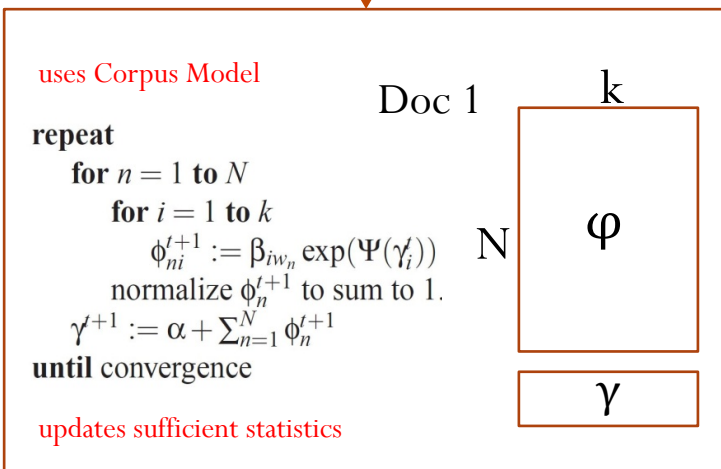 uses Corpus Model
Doc 1
k
repeat
for n = 1 to N
for i = 1 to k
ϕ_{ni}^{t+1} := β_{iw_n} exp(Ψ(γ_i^t))
N
φ
normalize ϕ_n^{t+1} to sum to 1.
γ^{t+1} := α + ∑_{n=1}^{N} ϕ_n^{t+1}
until convergence
γ
updates sufficient statistics